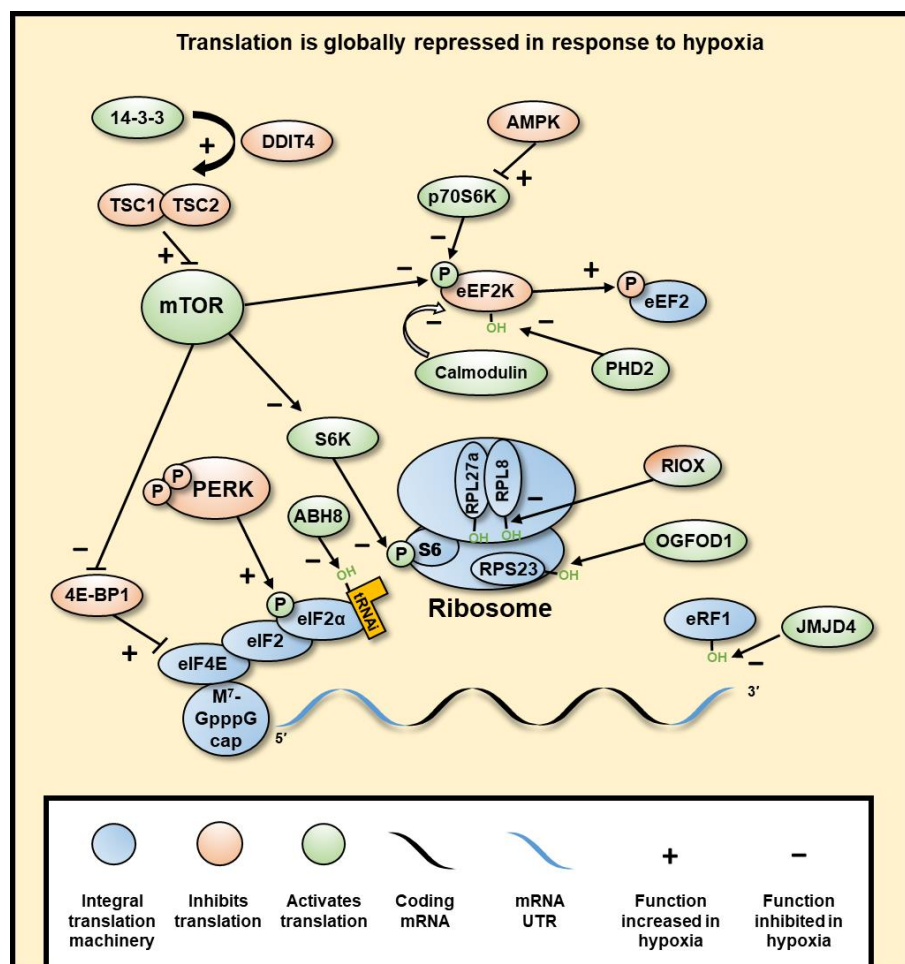 Translation is globally repressed in response to hypoxia
14-3-3
+
DDIT4
TSC1
TSC2
+
mTOR
AMPK
+
p70S6K
−
−
P
eEF2K
OH
−
+
P
eEF2
−
Calmodulin
PHD2
−
S6K
P
P
PERK
ABH8
−
−
OH
tRNAi
−
4E-BP1
+
+
P
eIF2α
eIF2
eIF4E
M⁷-
GpppG
cap
RPL27a
RPL8
−
OH
OH
RIOX
P
S6
RPS23
OH
OGFOD1
Ribosome
eRF1
OH
−
JMJD4
5′
3′
Integral
translation
machinery
Inhibits
translation
Activates
translation
Coding
mRNA
mRNA
UTR
+
Function
increased in
hypoxia
−
Function
inhibited in
hypoxia